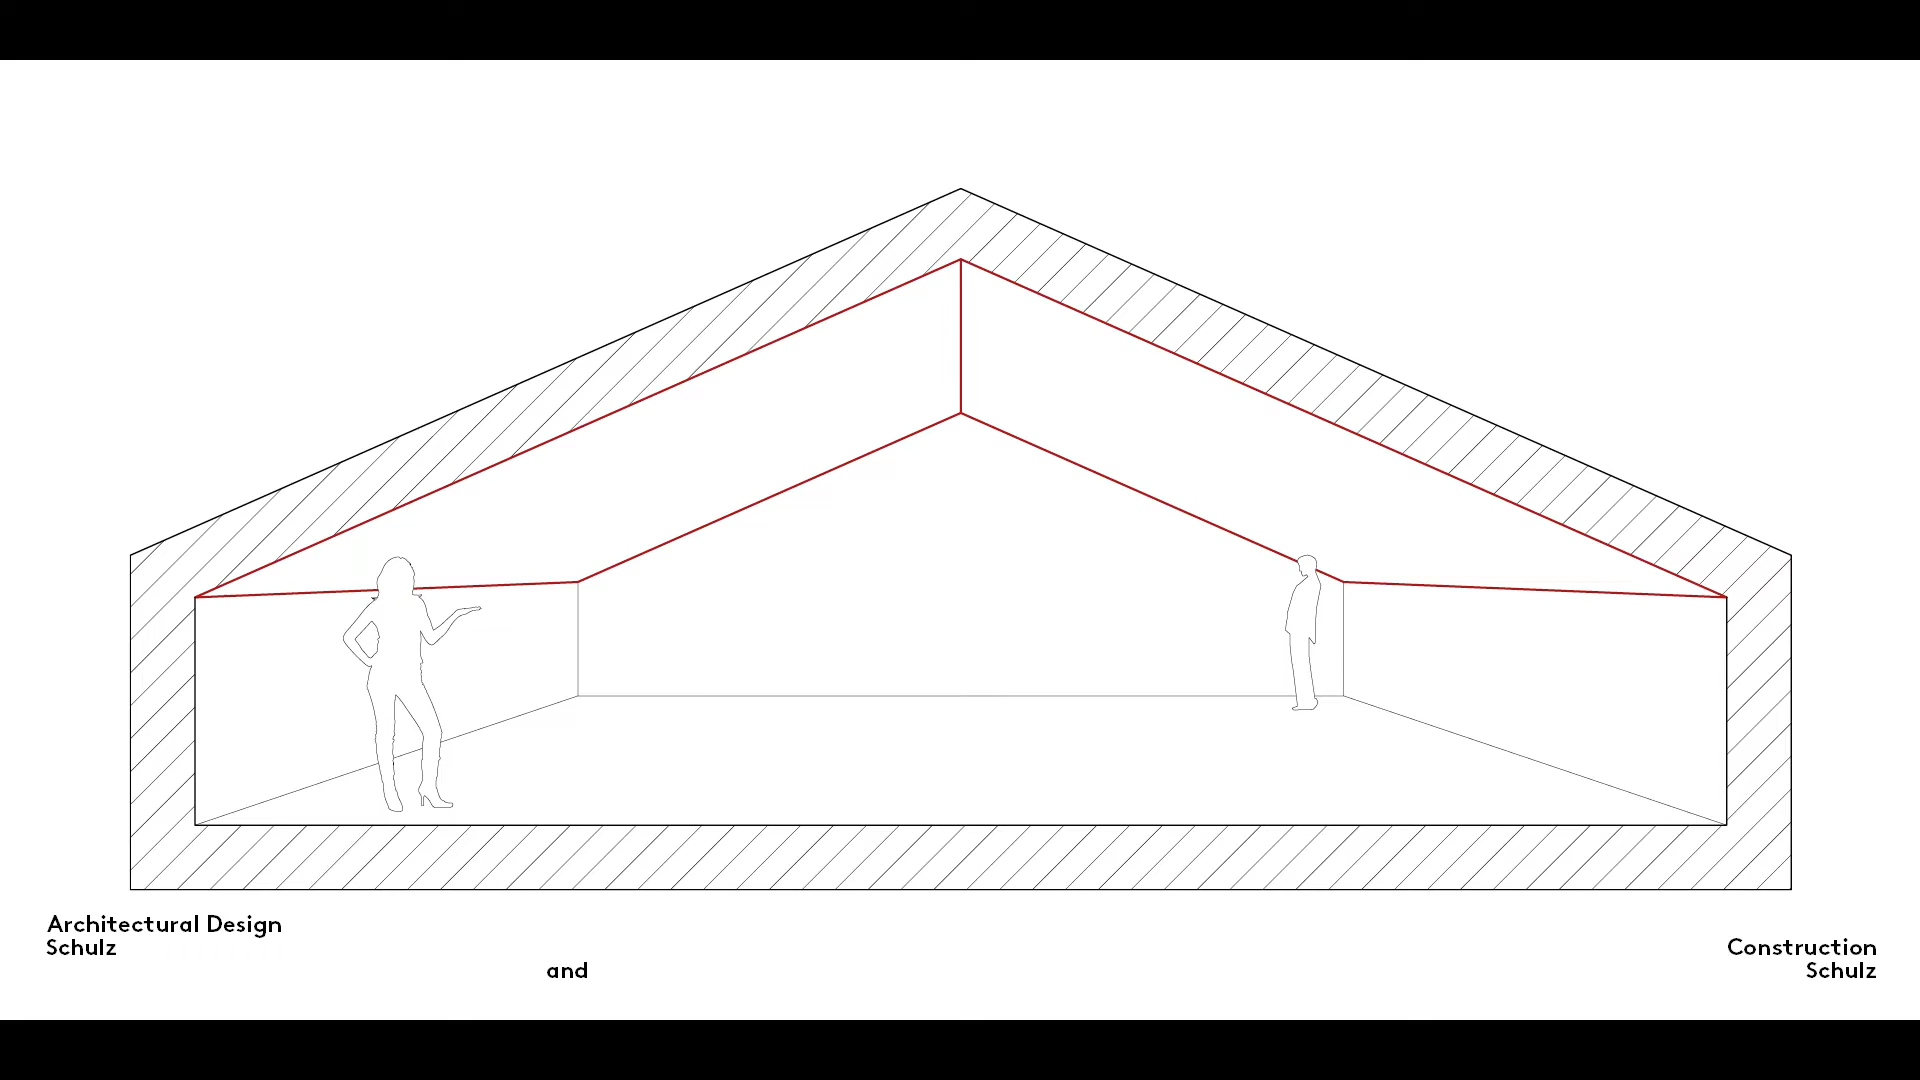 Architectural Design
Schulz
and
Construction
Schulz